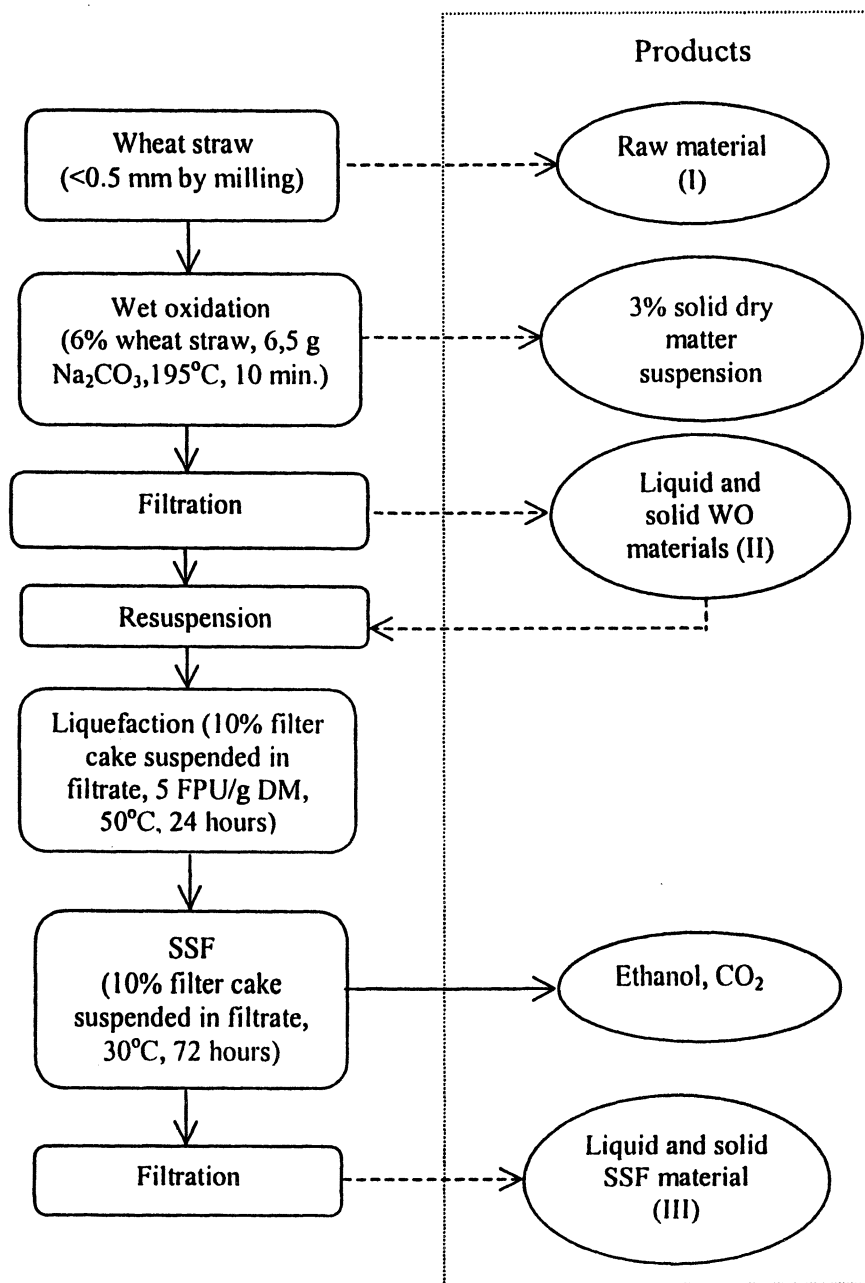 Products
Wheat straw
(<0.5 mm by milling)
Raw material
(I)
Wet oxidation
(6% wheat straw, 6,5 g
Na₂CO₃,195°C, 10 min.)
3% solid dry
matter
suspension
Filtration
Liquid and
solid WO
materials (II)
Resuspension
Liquefaction (10% filter
cake suspended in
filtrate, 5 FPU/g DM,
50°C, 24 hours)
SSF
(10% filter cake
suspended in filtrate,
30°C, 72 hours)
Ethanol, CO₂
Filtration
Liquid and solid
SSF material
(III)